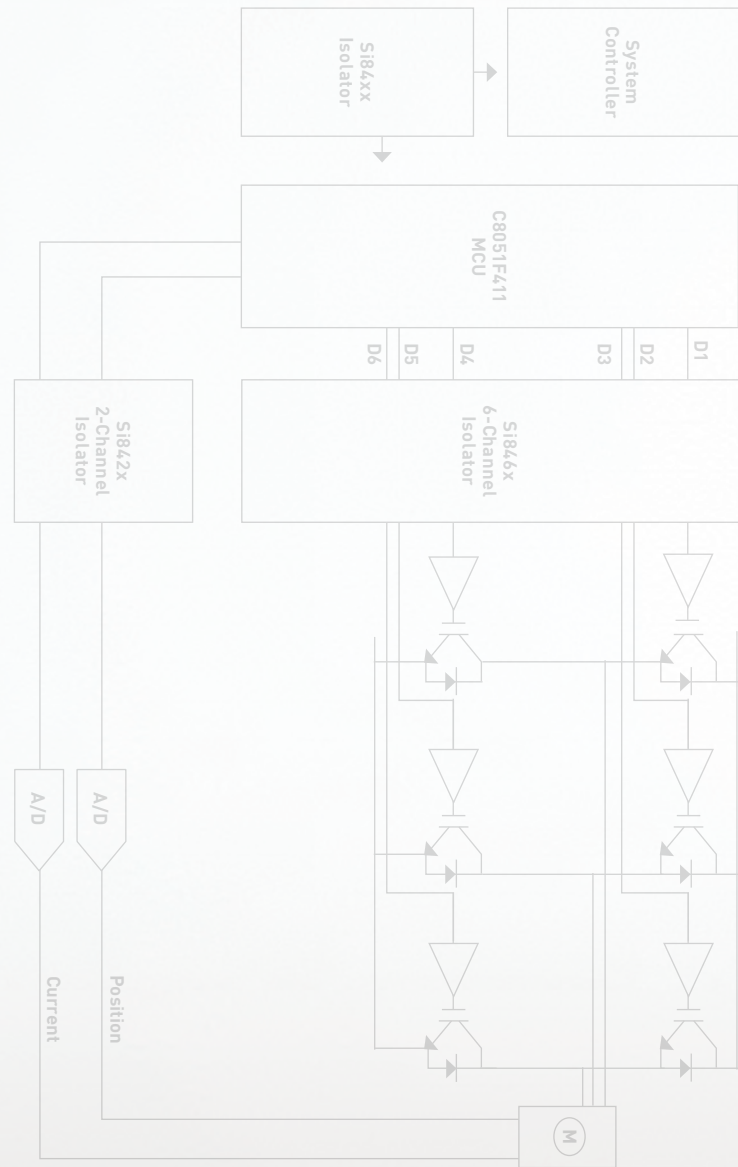 System
Controller
Si84xx
Isolator
C8051F411
MCU
D1
D2
D3
D4
D5
D6
Si846x
6-Channel
Isolator
Si842x
2-Channel
Isolator
A/D
A/D
Position
Current
M